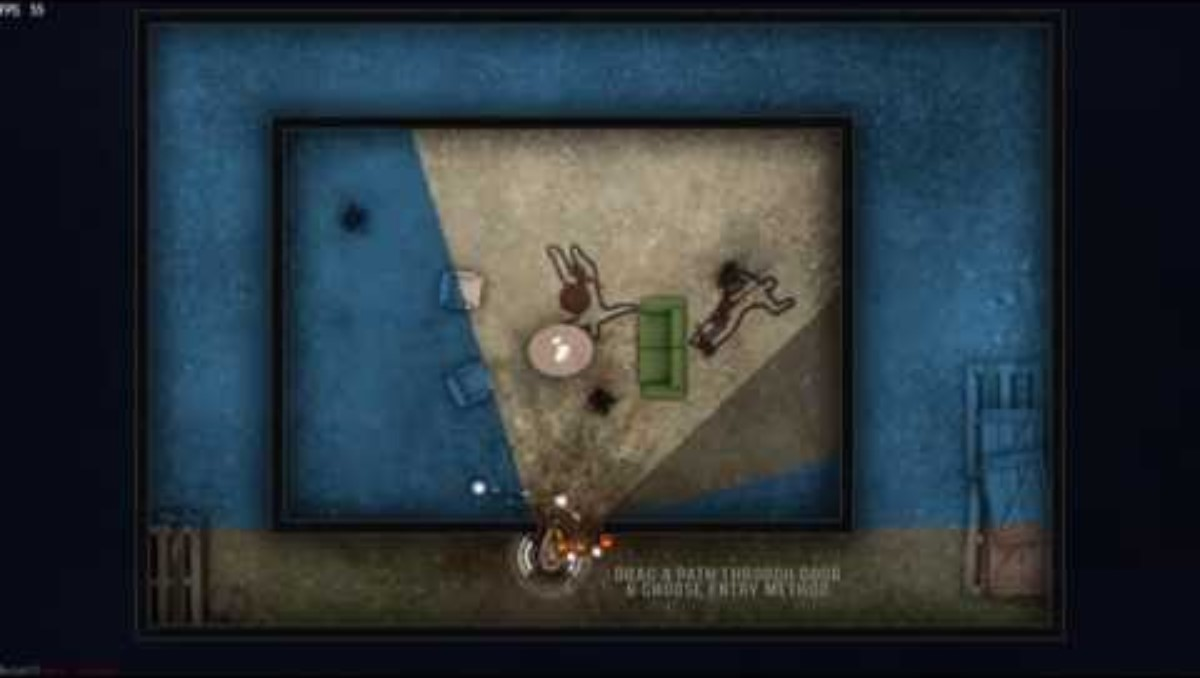 FPS 55
DRAG A PATH THROUGH DOOR
& CHOOSE ENTRY METHOD